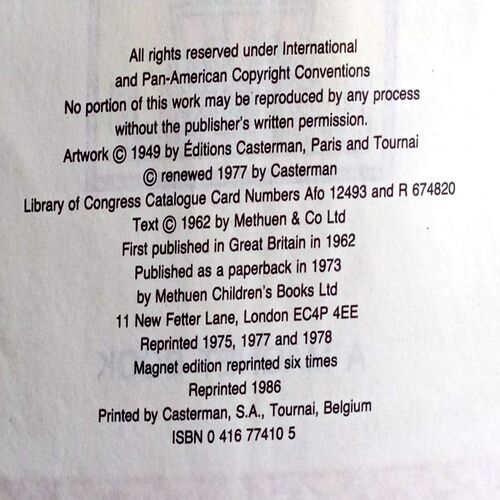 All rights reserved under International
and Pan-American Copyright Conventions
No portion of this work may be reproduced by any process
without the publisher's written permission.
Artwork © 1949 by Éditions Casterman, Paris and Tournai
© renewed 1977 by Casterman
Library of Congress Catalogue Card Numbers Afo 12493 and R 674820
Text © 1962 by Methuen & Co Ltd
First published in Great Britain in 1962
Published as a paperback in 1973
by Methuen Children's Books Ltd
11 New Fetter Lane, London EC4P 4EE
Reprinted 1975, 1977 and 1978
Magnet edition reprinted six times
Reprinted 1986
Printed by Casterman, S.A., Tournai, Belgium
ISBN 0 416 77410 5